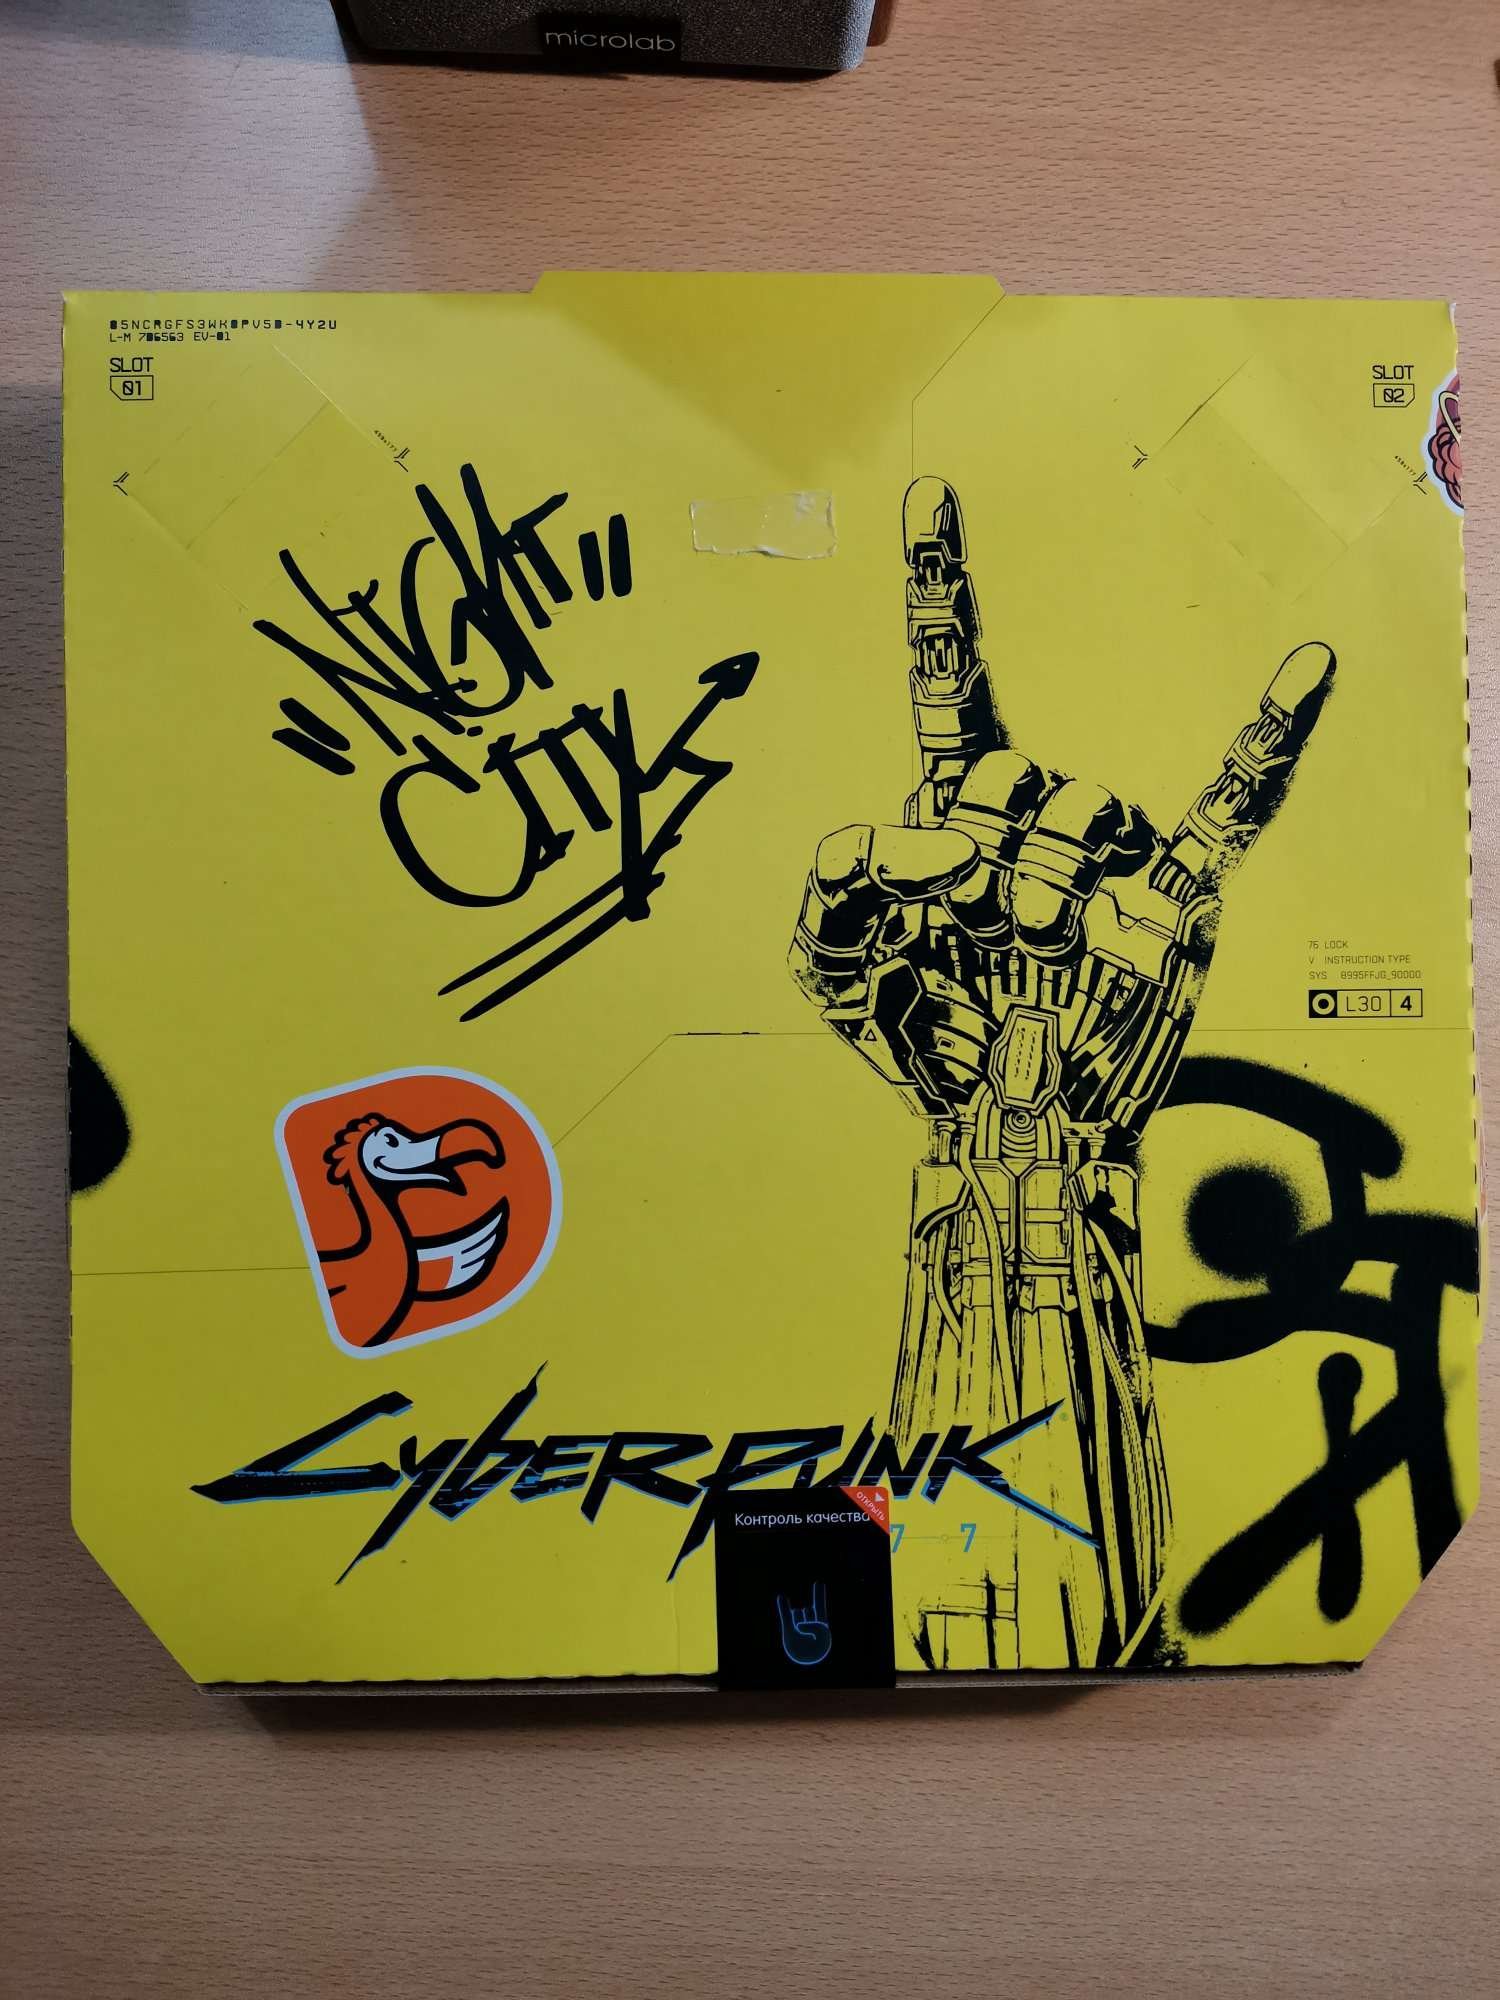 microlab
05NCRGFS3WK0PV5D-4Y2U
L-M 706563 EV-01
SLOT
01
SLOT
02
"NIGHT
CITY"
76 LOCK
V INSTRUCTION TYPE
SYS 8995FFJG_90000
L30 4
CYBERPUNK
ОТКРЫТЬ
Контроль качества
7 7